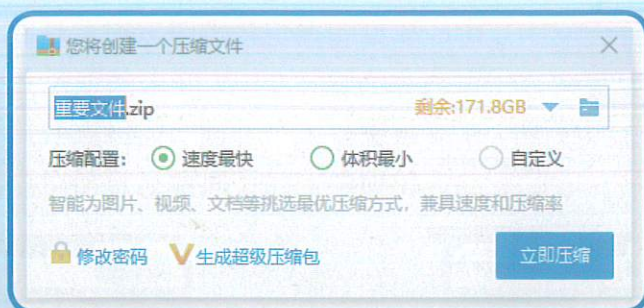 您将创建一个压缩文件
重要文件.zip 剩余:171.8GB
压缩配置: 速度最快 体积最小 自定义
智能为图片、视频、文档等挑选最优压缩方式，兼具速度和压缩率
修改密码 生成超级压缩包 立即压缩